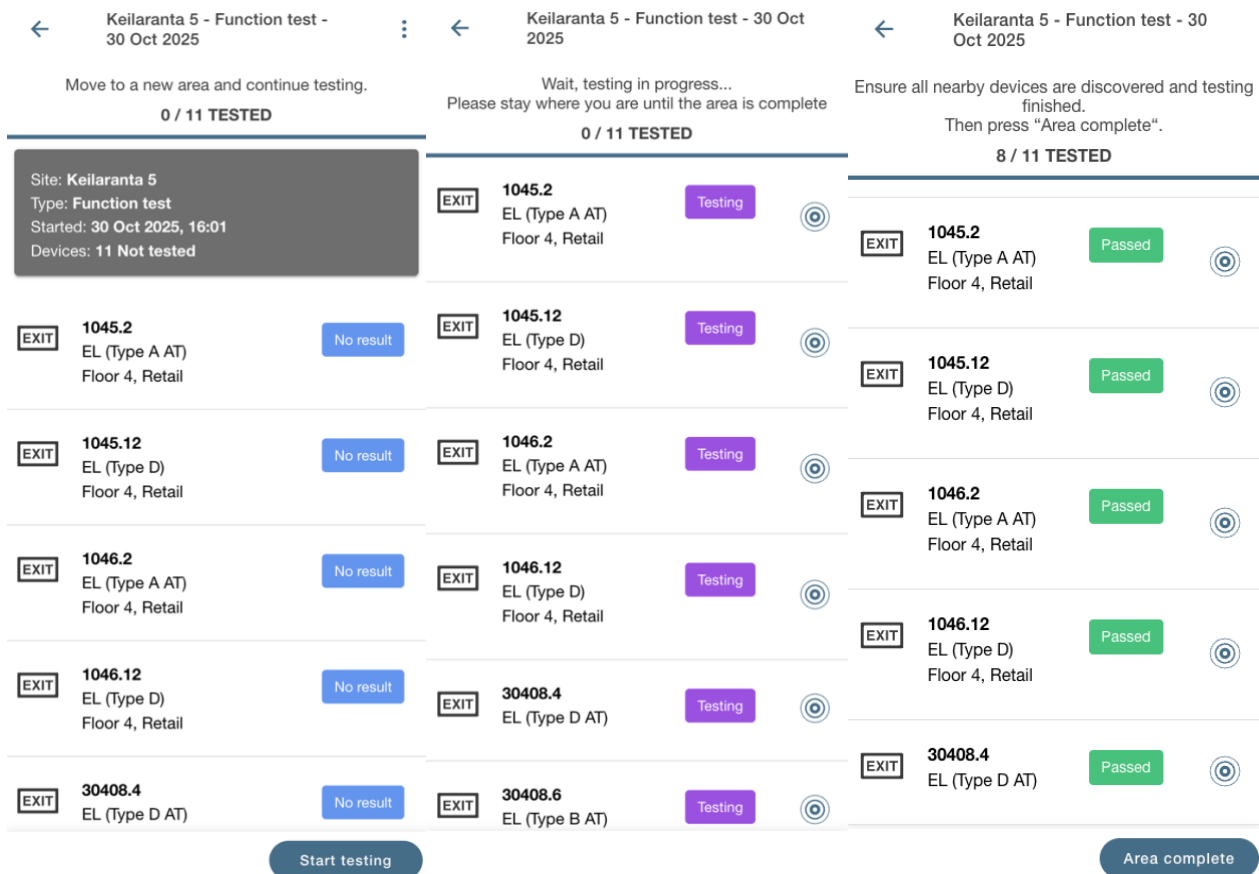 Keilaranta 5 - Function test -
30 Oct 2025
Move to a new area and continue testing.
0 / 11 TESTED
Site: Keilaranta 5
Type: Function test
Started: 30 Oct 2025, 16:01
Devices: 11 Not tested
EXIT
1045.2
EL (Type A AT)
Floor 4, Retail
No result
EXIT
1045.12
EL (Type D)
Floor 4, Retail
No result
EXIT
1046.2
EL (Type A AT)
Floor 4, Retail
No result
EXIT
1046.12
EL (Type D)
Floor 4, Retail
No result
EXIT
30408.4
EL (Type D AT)
No result
Start testing
Keilaranta 5 - Function test - 30 Oct
2025
Wait, testing in progress...
Please stay where you are until the area is complete
0 / 11 TESTED
EXIT
1045.2
EL (Type A AT)
Floor 4, Retail
Testing
EXIT
1045.12
EL (Type D)
Floor 4, Retail
Testing
EXIT
1046.2
EL (Type A AT)
Floor 4, Retail
Testing
EXIT
1046.12
EL (Type D)
Floor 4, Retail
Testing
EXIT
30408.4
EL (Type D AT)
Testing
EXIT
30408.6
EL (Type B AT)
Testing
Keilaranta 5 - Function test - 30
Oct 2025
Ensure all nearby devices are discovered and testing
finished.
Then press “Area complete“.
8 / 11 TESTED
EXIT
1045.2
EL (Type A AT)
Floor 4, Retail
Passed
EXIT
1045.12
EL (Type D)
Floor 4, Retail
Passed
EXIT
1046.2
EL (Type A AT)
Floor 4, Retail
Passed
EXIT
1046.12
EL (Type D)
Floor 4, Retail
Passed
EXIT
30408.4
EL (Type D AT)
Passed
Area complete